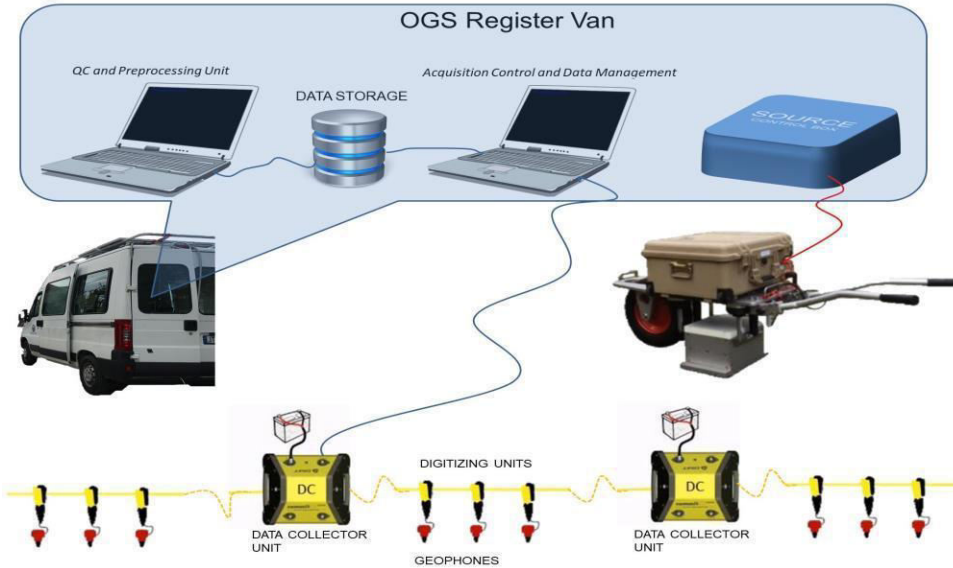 OGS Register Van
QC and Preprocessing Unit
Acquisition Control and Data Management
DATA STORAGE
SOURCE
CONTROL BOX
DIGITIZING UNITS
DC
DC
DATA COLLECTOR
UNIT
DATA COLLECTOR
UNIT
GEOPHONES